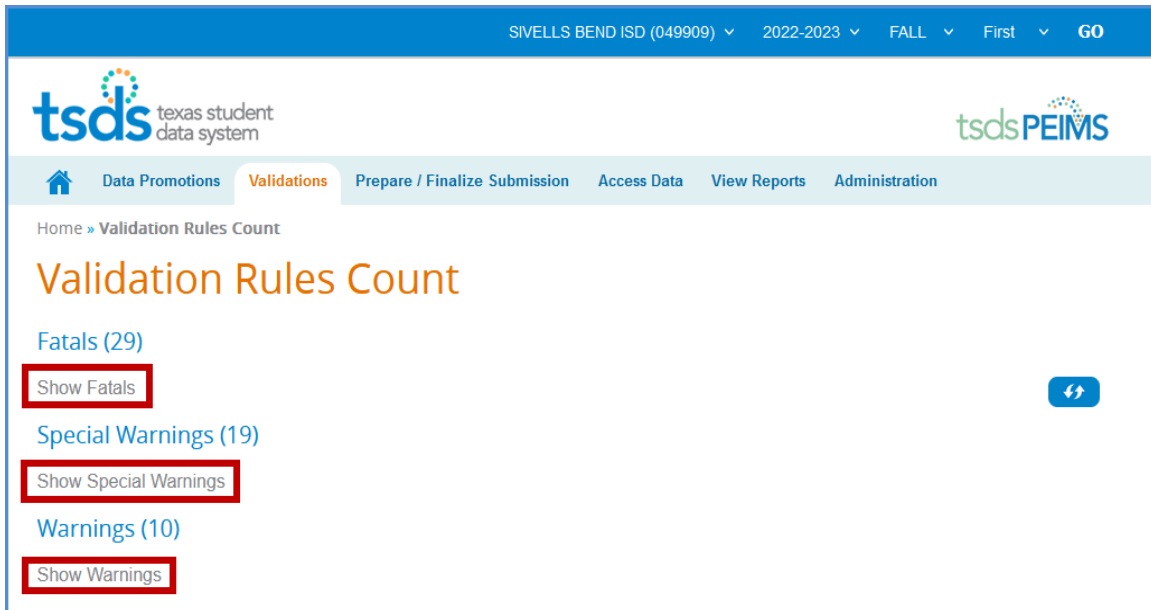 SIVELLS BEND ISD (049909) 2022-2023 FALL First GO
tsds texas student
data system
tsdsPEIMS
Data Promotions Validations Prepare / Finalize Submission Access Data View Reports Administration
Home » Validation Rules Count
Validation Rules Count
Fatals (29)
Show Fatals
Special Warnings (19)
Show Special Warnings
Warnings (10)
Show Warnings